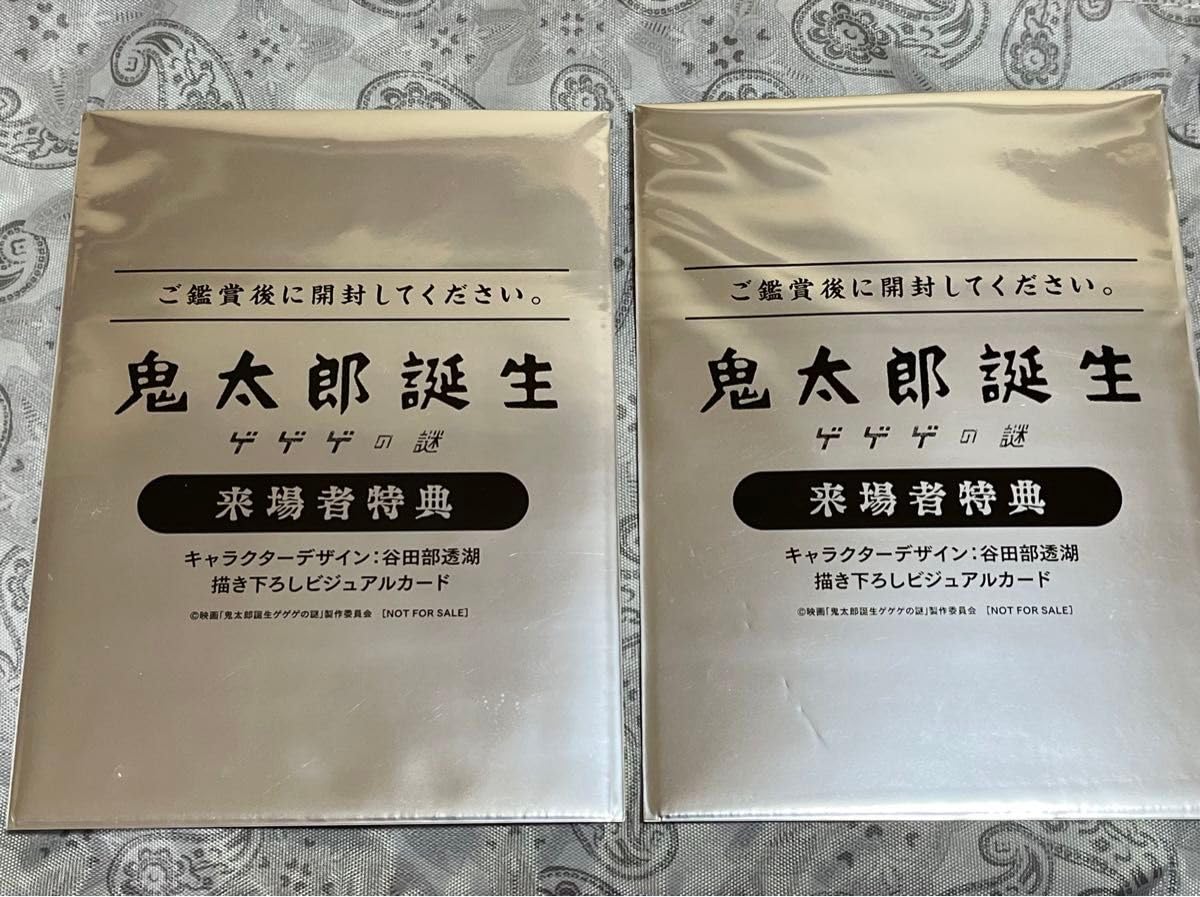 ご鑑賞後に開封してください。
鬼太郎誕生
ゲゲゲの謎
来場者特典
キャラクターデザイン：谷田部透湖
描き下ろしビジュアルカード
©映画「鬼太郎誕生ゲゲゲの謎」製作委員会 [NOT FOR SALE]
ご鑑賞後に開封してください。
鬼太郎誕生
ゲゲゲの謎
来場者特典
キャラクターデザイン：谷田部透湖
描き下ろしビジュアルカード
©映画「鬼太郎誕生ゲゲゲの謎」製作委員会 [NOT FOR SALE]